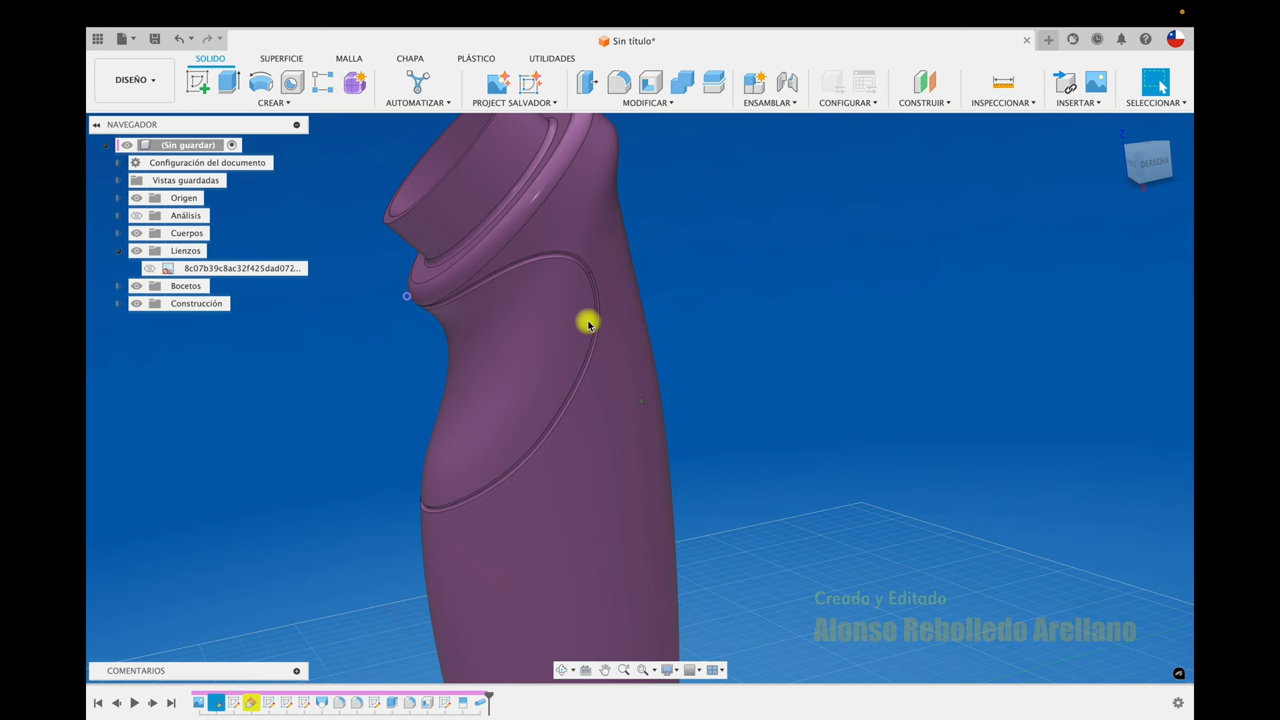 Sin título*
DISEÑO
SOLIDO
SUPERFICIE
MALLA
CHAPA
PLÁSTICO
UTILIDADES
CREAR
AUTOMATIZAR
PROJECT SALVADOR
MODIFICAR
ENSAMBLAR
CONFIGURAR
CONSTRUIR
INSPECCIONAR
INSERTAR
SELECCIONAR
NAVEGADOR
(Sin guardar)
Configuración del documento
Vistas guardadas
Origen
Análisis
Cuerpos
Lienzos
8c07b39c8ac32f425dad072...
Bocetos
Construcción
Z
DERECHA
Creado y Editado
Alonso Rebolledo Arellano
COMENTARIOS